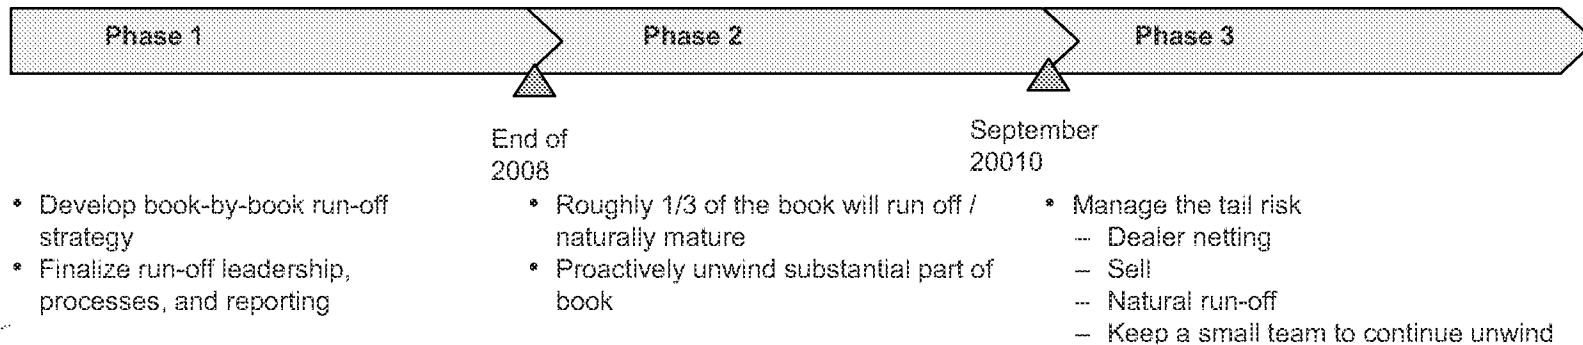 Phase 1
Phase 2
Phase 3
End of
2008
September
20010
• Develop book-by-book run-off
strategy
• Finalize run-off leadership,
processes, and reporting
• Roughly 1/3 of the book will run off /
naturally mature
• Proactively unwind substantial part of
book
• Manage the tail risk
– Dealer netting
– Sell
– Natural run-off
– Keep a small team to continue unwind